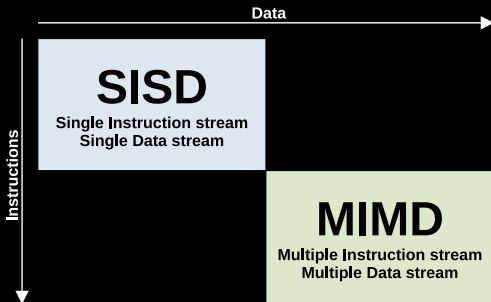 Data
Instructions
SISD
Single Instruction stream
Single Data stream
MIMD
Multiple Instruction stream
Multiple Data stream